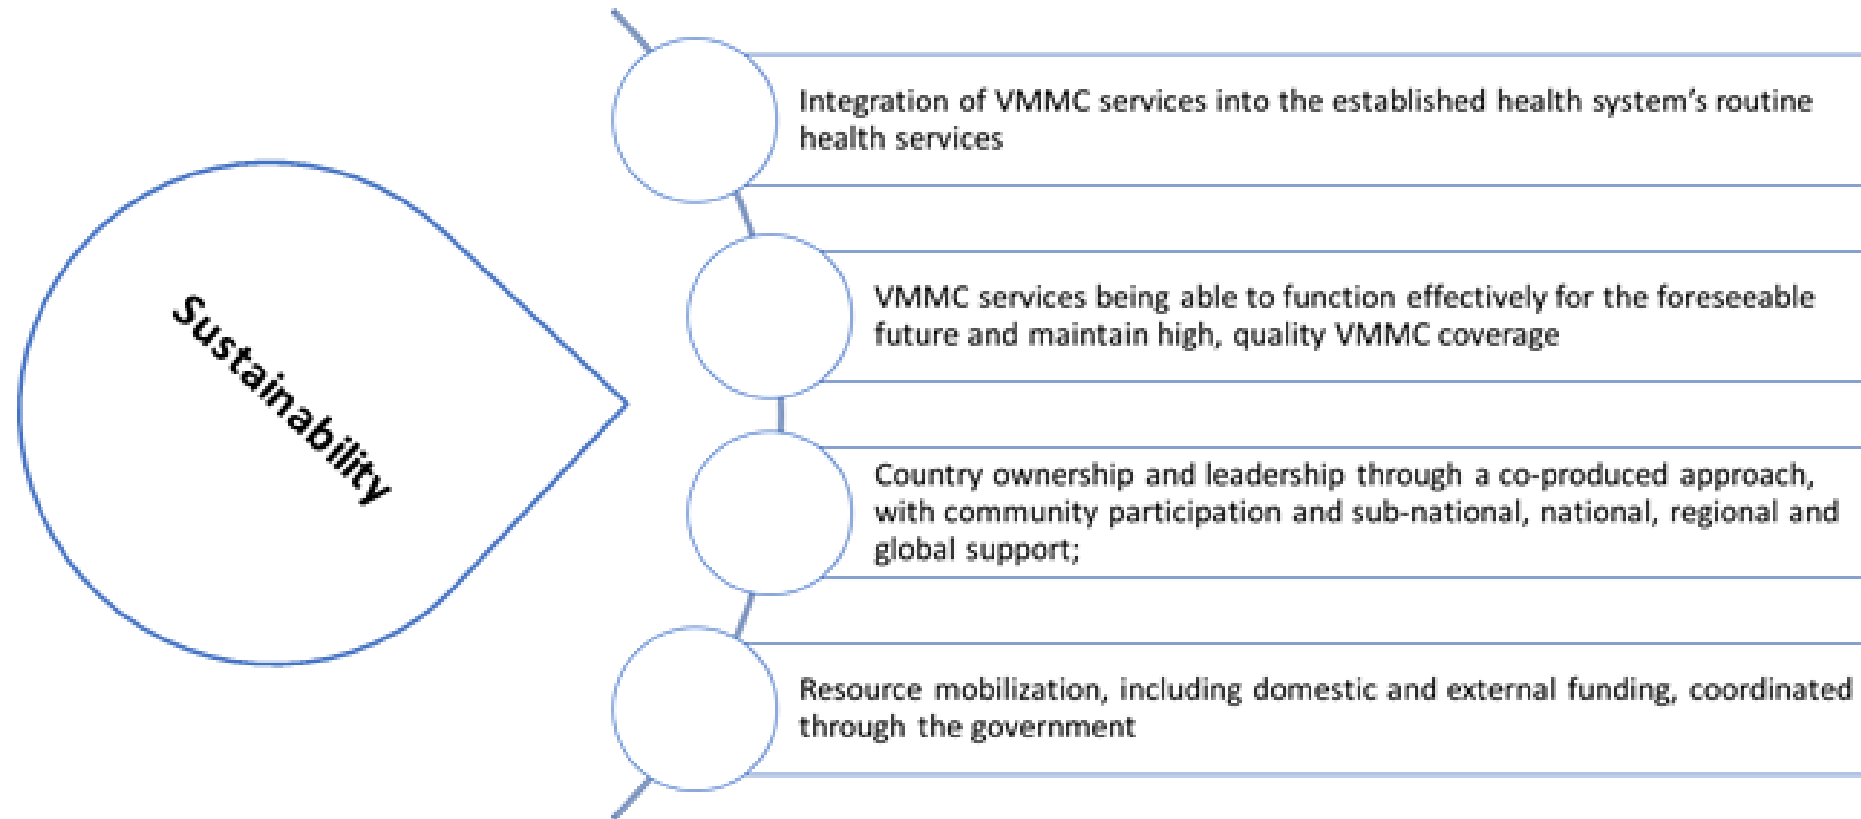 Sustainability
Integration of VMMC services into the established health system's routine
health services
VMMC services being able to function effectively for the foreseeable
future and maintain high, quality VMMC coverage
Country ownership and leadership through a co-produced approach,
with community participation and sub-national, national, regional and
global support;
Resource mobilization, including domestic and external funding, coordinated
through the government